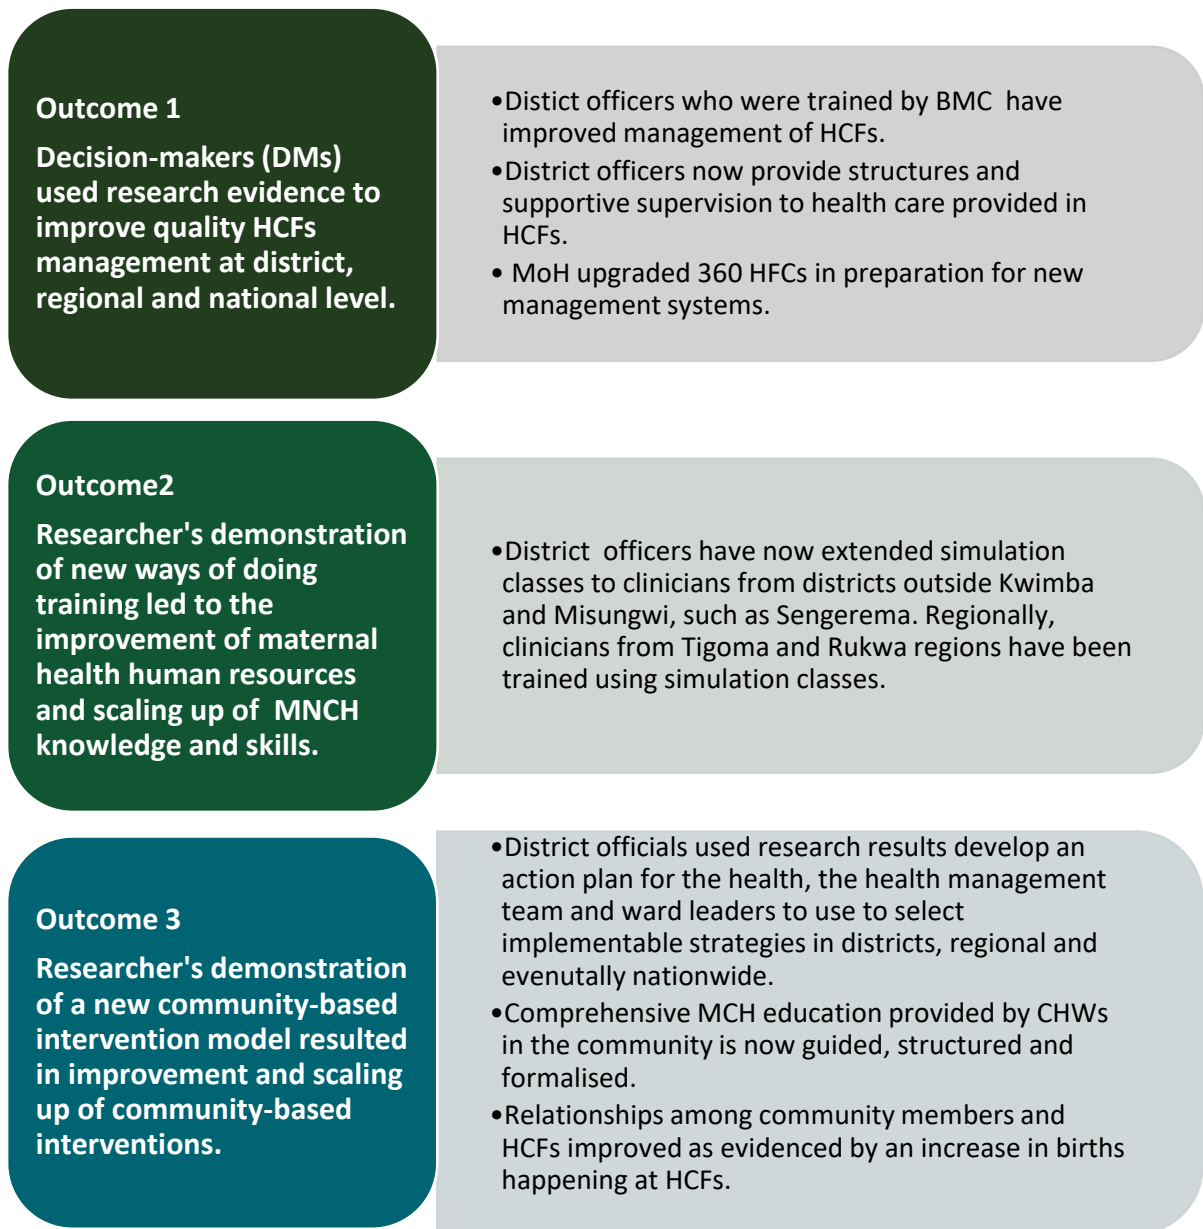 Outcome 1
Decision-makers (DMs)
used research evidence to
improve quality HCFs
management at district,
regional and national level.
•Distict officers who were trained by BMC  have
improved management of HCFs.
•District officers now provide structures and
supportive supervision to health care provided in
HCFs.
• MoH upgraded 360 HFCs in preparation for new
management systems.
Outcome2
Researcher's demonstration
of new ways of doing
training led to the
improvement of maternal
health human resources
and scaling up of  MNCH
knowledge and skills.
•District  officers have now extended simulation
classes to clinicians from districts outside Kwimba
and Misungwi, such as Sengerema. Regionally,
clinicians from Tigoma and Rukwa regions have been
trained using simulation classes.
Outcome 3
Researcher's demonstration
of a new community-based
intervention model resulted
in improvement and scaling
up of community-based
interventions.
•District officials used research results develop an
action plan for the health, the health management
team and ward leaders to use to select
implementable strategies in districts, regional and
evenutally nationwide.
•Comprehensive MCH education provided by CHWs
in the community is now guided, structured and
formalised.
•Relationships among community members and
HCFs improved as evidenced by an increase in births
happening at HCFs.